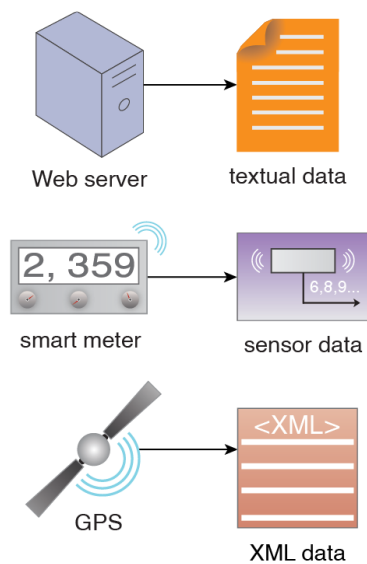 Web server
textual data
2, 359
6,8,9...
smart meter
sensor data
<XML>
GPS
XML data